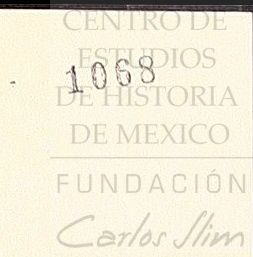 CENTRO DE
ESTUDIOS
1068
DE HISTORIA
DE MEXICO
FUNDACIÓN
Carlos Slim